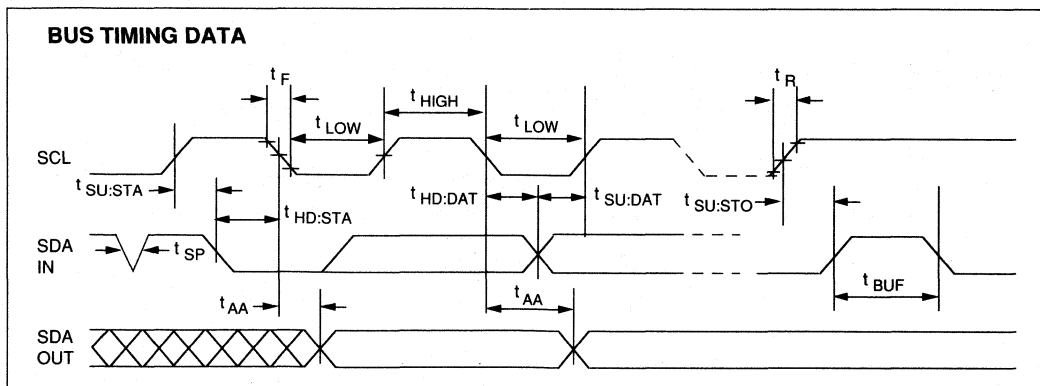 BUS TIMING DATA
t F
t R
t HIGH
t LOW
t LOW
SCL
t SU:STA
t HD:STA
t HD:DAT
t SU:DAT
t SU:STO
SDA
IN
t SP
t BUF
t AA
t AA
SDA
OUT